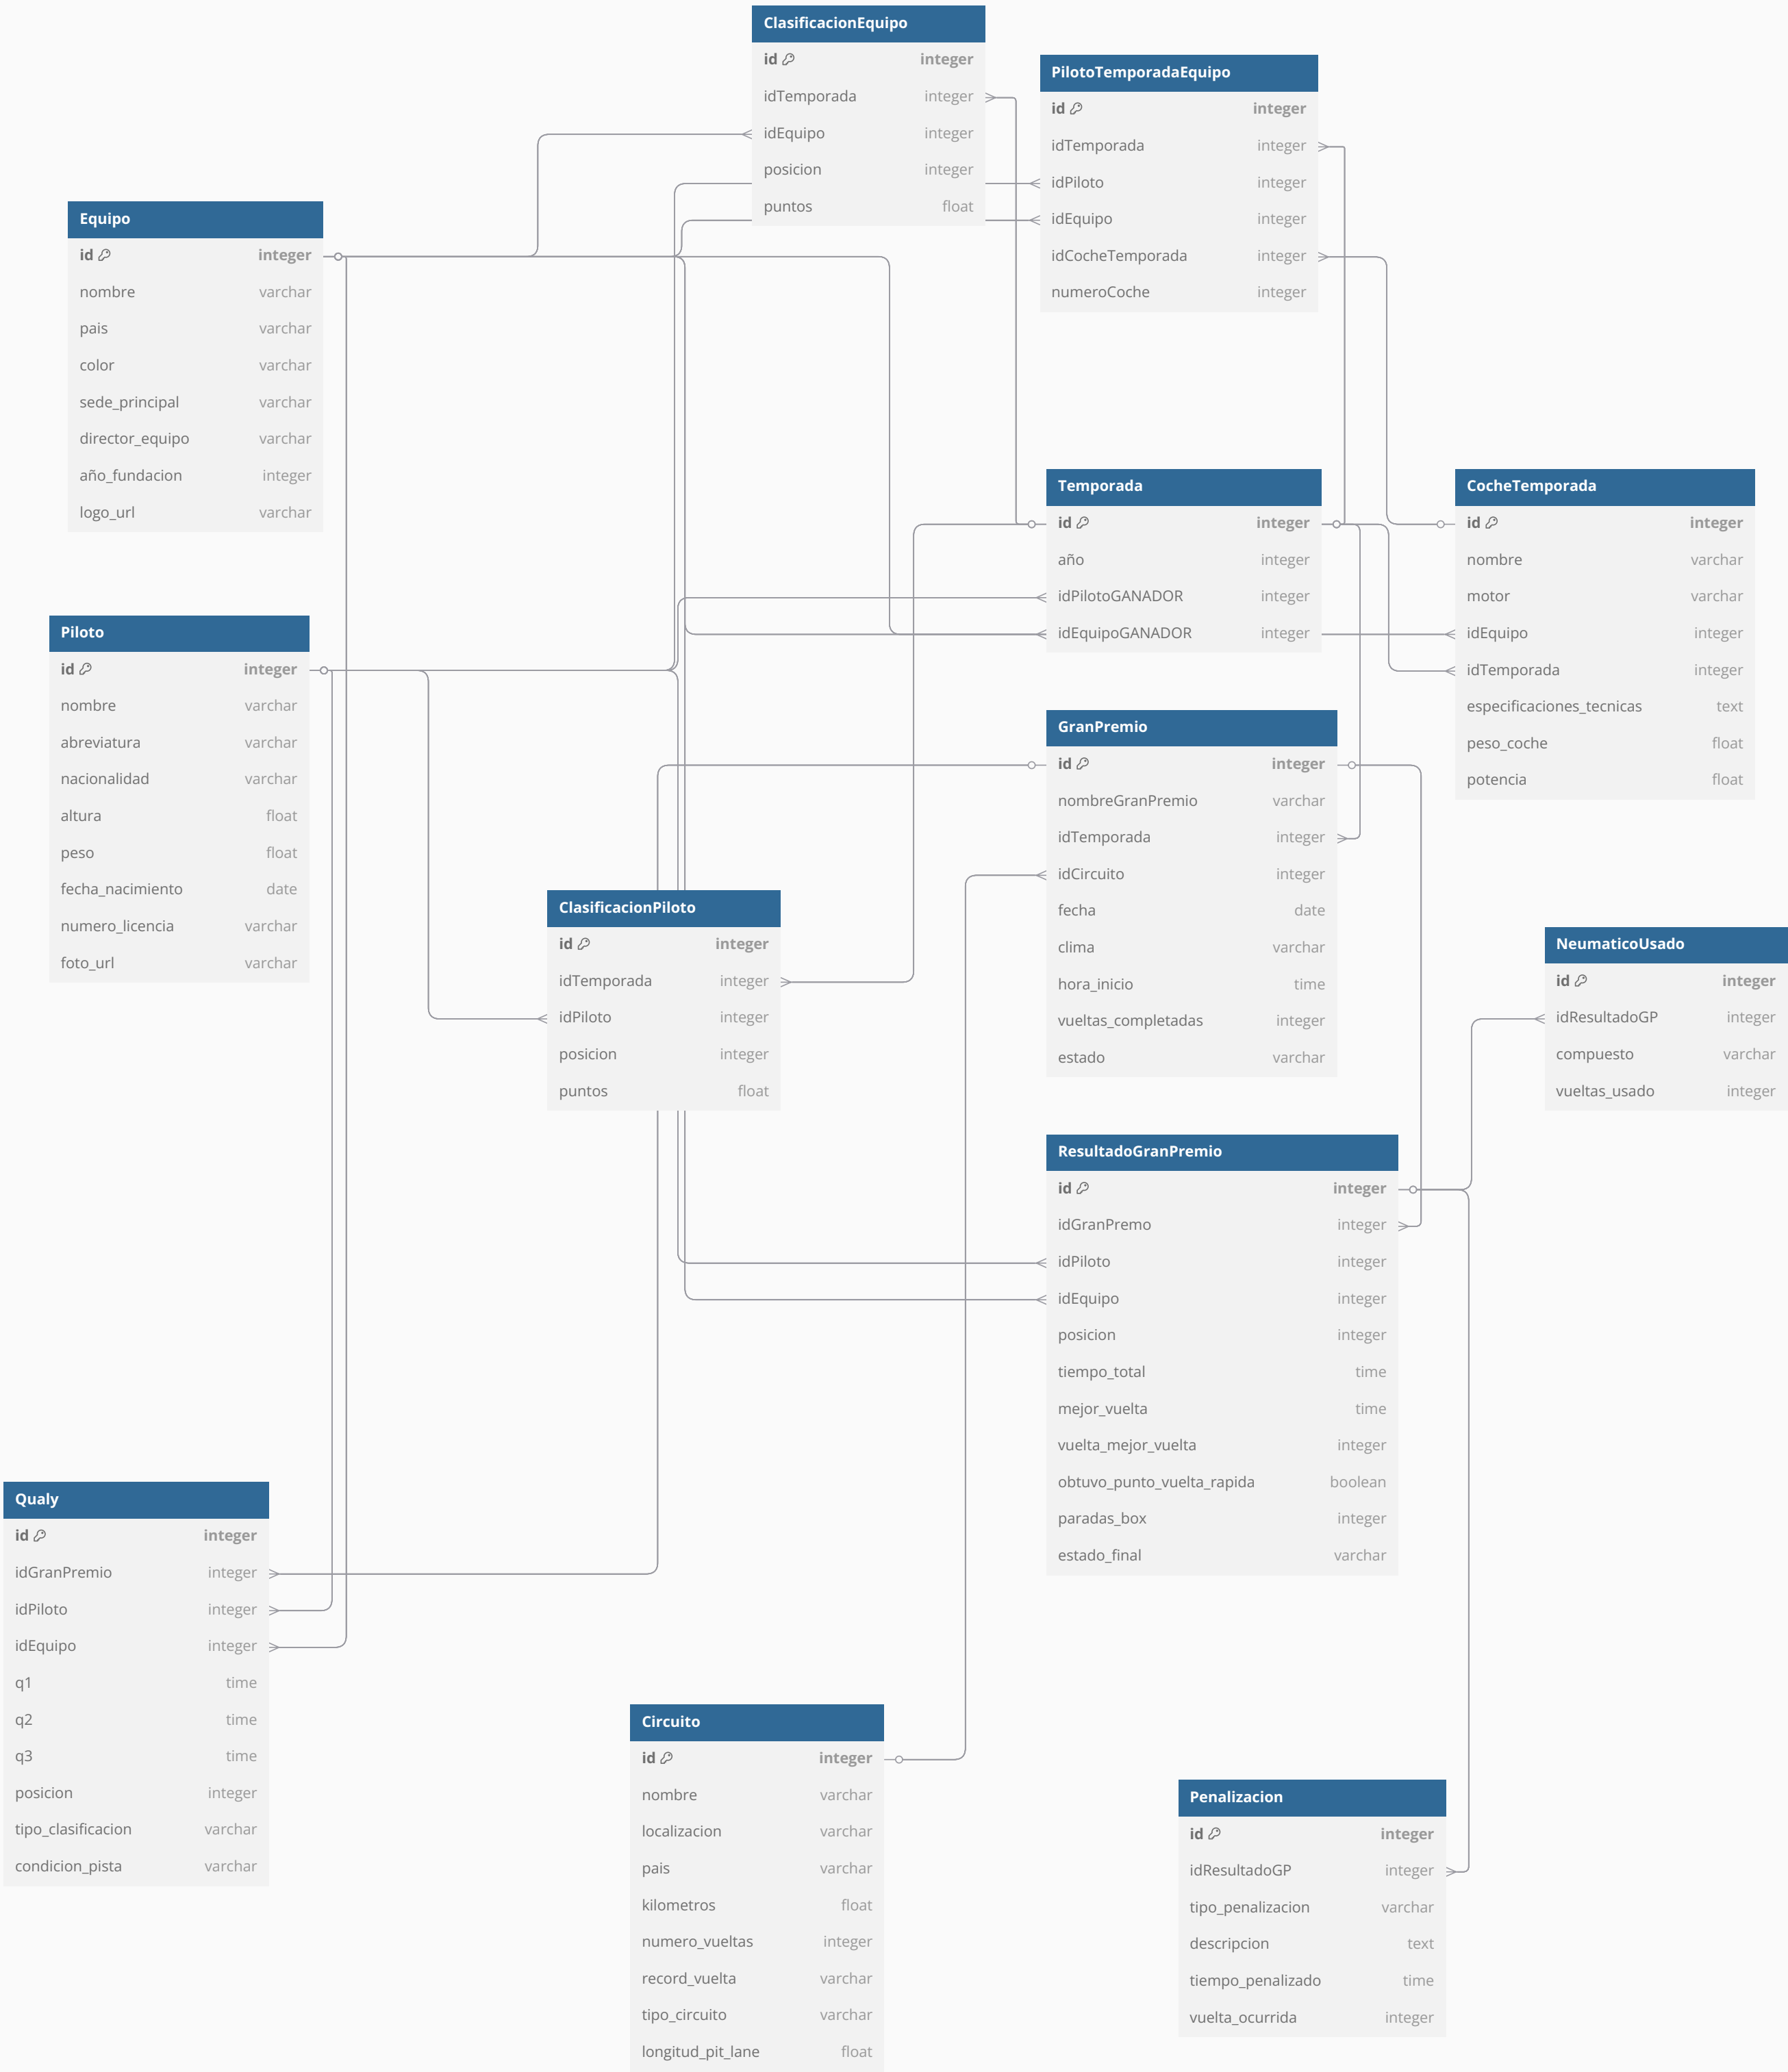 ClasificacionEquipo
id integer
idTemporada integer
idEquipo integer
posicion integer
puntos float
PilotoTemporadaEquipo
id integer
idTemporada integer
idPiloto integer
idEquipo integer
idCocheTemporada integer
numeroCoche integer
Equipo
id integer
nombre varchar
pais varchar
color varchar
sede_principal varchar
director_equipo varchar
año_fundacion integer
logo_url varchar
Temporada
id integer
año integer
idPilotoGANADOR integer
idEquipoGANADOR integer
CocheTemporada
id integer
nombre varchar
motor varchar
idEquipo integer
idTemporada integer
especificaciones_tecnicas text
peso_coche float
potencia float
Piloto
id integer
nombre varchar
abreviatura varchar
nacionalidad varchar
altura float
peso float
fecha_nacimiento date
numero_licencia varchar
foto_url varchar
GranPremio
id integer
nombreGranPremio varchar
idTemporada integer
idCircuito integer
fecha date
clima varchar
hora_inicio time
vueltas_completadas integer
estado varchar
ClasificacionPiloto
id integer
idTemporada integer
idPiloto integer
posicion integer
puntos float
NeumaticoUsado
id integer
idResultadoGP integer
compuesto varchar
vueltas_usado integer
ResultadoGranPremio
id integer
idGranPremo integer
idPiloto integer
idEquipo integer
posicion integer
tiempo_total time
mejor_vuelta time
vuelta_mejor_vuelta integer
obtuvo_punto_vuelta_rapida boolean
paradas_box integer
estado_final varchar
Qualy
id integer
idGranPremio integer
idPiloto integer
idEquipo integer
q1 time
q2 time
q3 time
posicion integer
tipo_clasificacion varchar
condicion_pista varchar
Circuito
id integer
nombre varchar
localizacion varchar
pais varchar
kilometros float
numero_vueltas integer
record_vuelta varchar
tipo_circuito varchar
longitud_pit_lane float
Penalizacion
id integer
idResultadoGP integer
tipo_penalizacion varchar
descripcion text
tiempo_penalizado time
vuelta_ocurrida integer